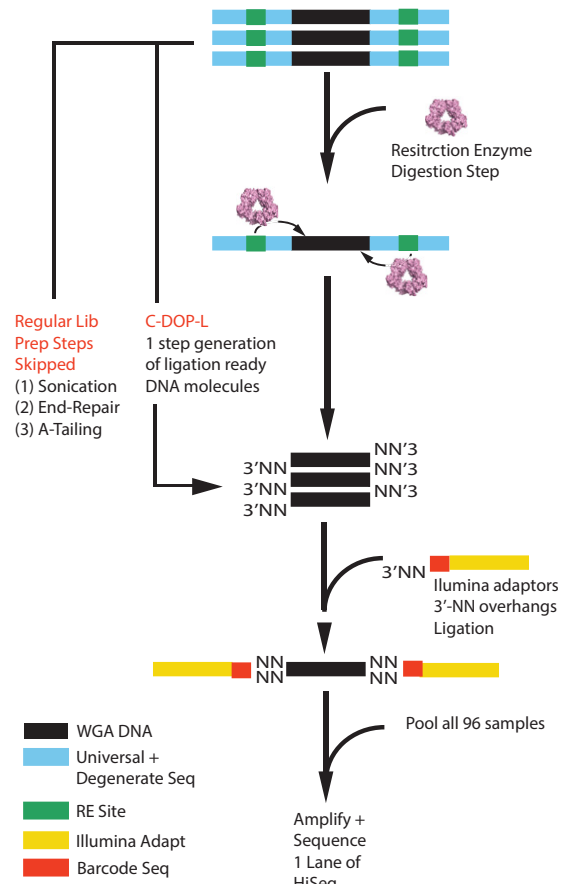 Resitrction Enzyme
Digestion Step
Regular Lib
Prep Steps
Skipped
(1) Sonication
(2) End-Repair
(3) A-Tailing
C-DOP-L
1 step generation
of ligation ready
DNA molecules
NN'3
3'NN
NN'3
3'NN
NN'3
3'NN
3'NN
Ilumina adaptors
3'-NN overhangs
Ligation
NN
NN
NN
NN
Pool all 96 samples
WGA DNA
Universal +
Degenerate Seq
RE Site
Illumina Adapt
Barcode Seq
Amplify +
Sequence
1 Lane of
HiSeq